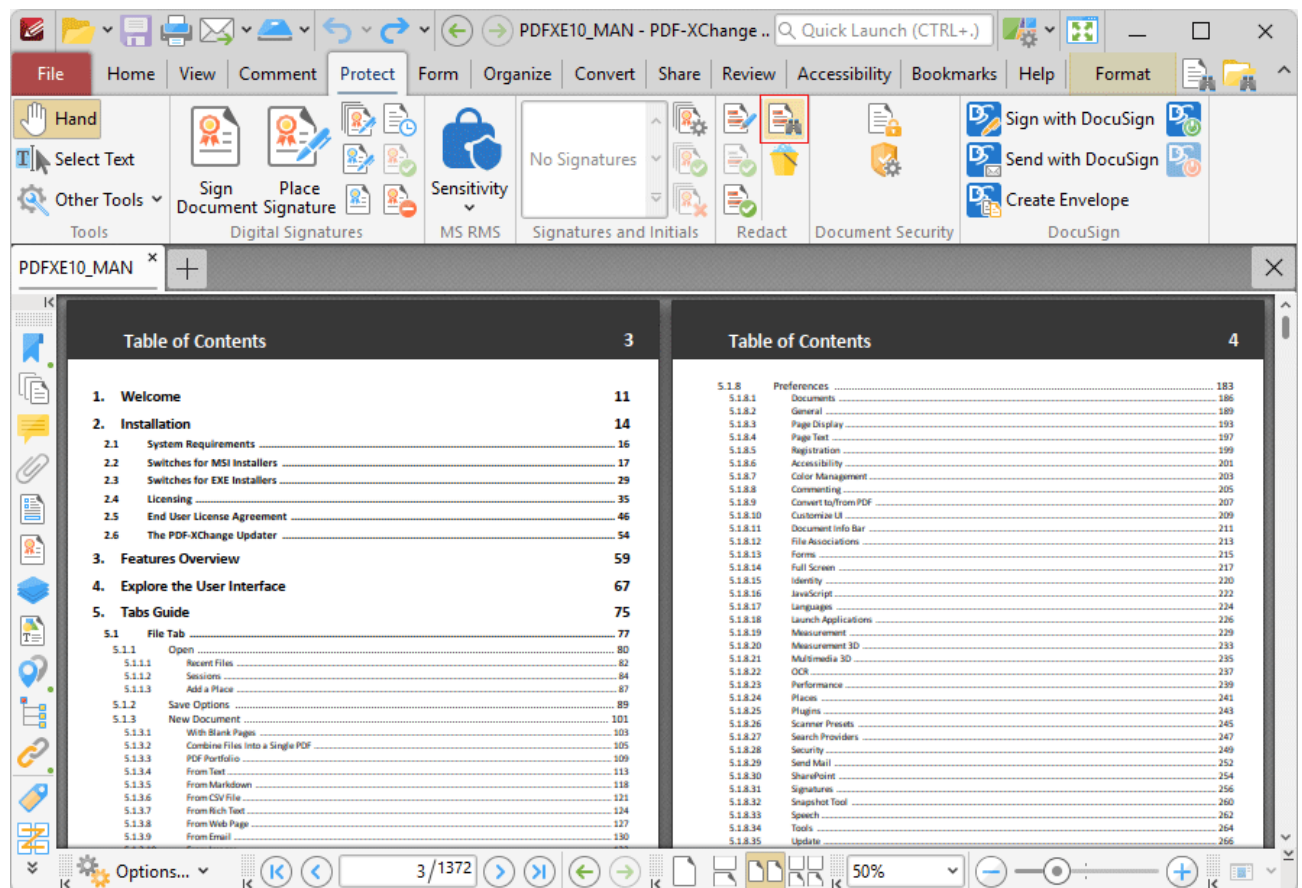 PDFXE10_MAN - PDF-XChange ..
Quick Launch (CTRL+.)
File Home View Comment Protect Form Organize Convert Share Review Accessibility Bookmarks Help Format
Hand
Select Text
Other Tools
Tools
Sign Document
Place Signature
Digital Signatures
Sensitivity
MS RMS
No Signatures
Signatures and Initials
Redact
Document Security
Sign with DocuSign
Send with DocuSign
Create Envelope
DocuSign
PDFXE10_MAN
Table of Contents 3
1. Welcome 11
2. Installation 14
2.1 System Requirements 16
2.2 Switches for MSI Installers 17
2.3 Switches for EXE Installers 29
2.4 Licensing 35
2.5 End User License Agreement 46
2.6 The PDF-XChange Updater 54
3. Features Overview 59
4. Explore the User Interface 67
5. Tabs Guide 75
5.1 File Tab 77
5.1.1 Open 80
5.1.1.1 Recent Files 82
5.1.1.2 Sessions 84
5.1.1.3 Add a Place 87
5.1.2 Save Options 89
5.1.3 New Document 101
5.1.3.1 With Blank Pages 103
5.1.3.2 Combine Files Into a Single PDF 105
5.1.3.3 PDF Portfolio 109
5.1.3.4 From Text 113
5.1.3.5 From Markdown 118
5.1.3.6 From CSV File 121
5.1.3.7 From Rich Text 124
5.1.3.8 From Web Page 127
5.1.3.9 From Email 130
Table of Contents 4
5.1.8 Preferences 183
5.1.8.1 Documents 186
5.1.8.2 General 189
5.1.8.3 Page Display 193
5.1.8.4 Page Text 197
5.1.8.5 Registration 199
5.1.8.6 Accessibility 201
5.1.8.7 Color Management 203
5.1.8.8 Commenting 205
5.1.8.9 Convert to/from PDF 207
5.1.8.10 Customize UI 209
5.1.8.11 Document Info Bar 211
5.1.8.12 File Associations 213
5.1.8.13 Forms 215
5.1.8.14 Full Screen 217
5.1.8.15 Identity 220
5.1.8.16 JavaScript 222
5.1.8.17 Languages 224
5.1.8.18 Launch Applications 226
5.1.8.19 Measurement 229
5.1.8.20 Measurement 3D 233
5.1.8.21 Multimedia 3D 235
5.1.8.22 OCR 237
5.1.8.23 Performance 239
5.1.8.24 Places 241
5.1.8.25 Plugins 243
5.1.8.26 Scanner Presets 245
5.1.8.27 Search Providers 247
5.1.8.28 Security 249
5.1.8.29 Send Mail 252
5.1.8.30 SharePoint 254
5.1.8.31 Signatures 256
5.1.8.32 Snapshot Tool 260
5.1.8.33 Speech 262
5.1.8.34 Tools 264
5.1.8.35 Update 266
Options... 3/1372 50%